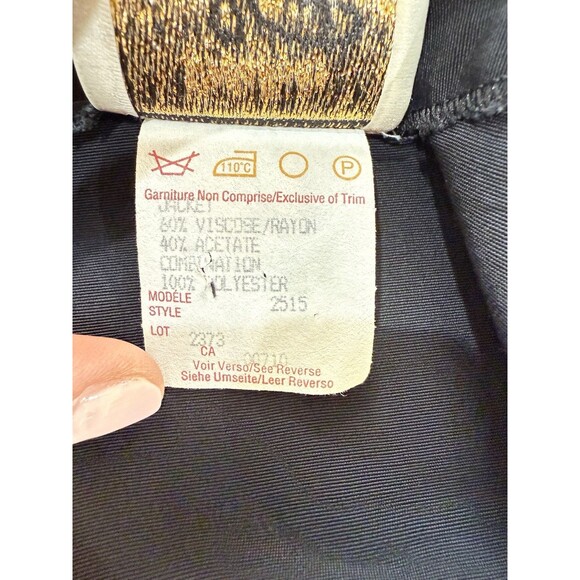 110°C
P
Garniture Non Comprise/Exclusive of Trim
JACKET
60% VISCOSE/RAYON
40% ACETATE
COMBINATION
100% POLYESTER
MODÈLE
STYLE 2515
LOT 2373
CA
Voir Verso/See Reverse
Siehe Umseite/Leer Reverso